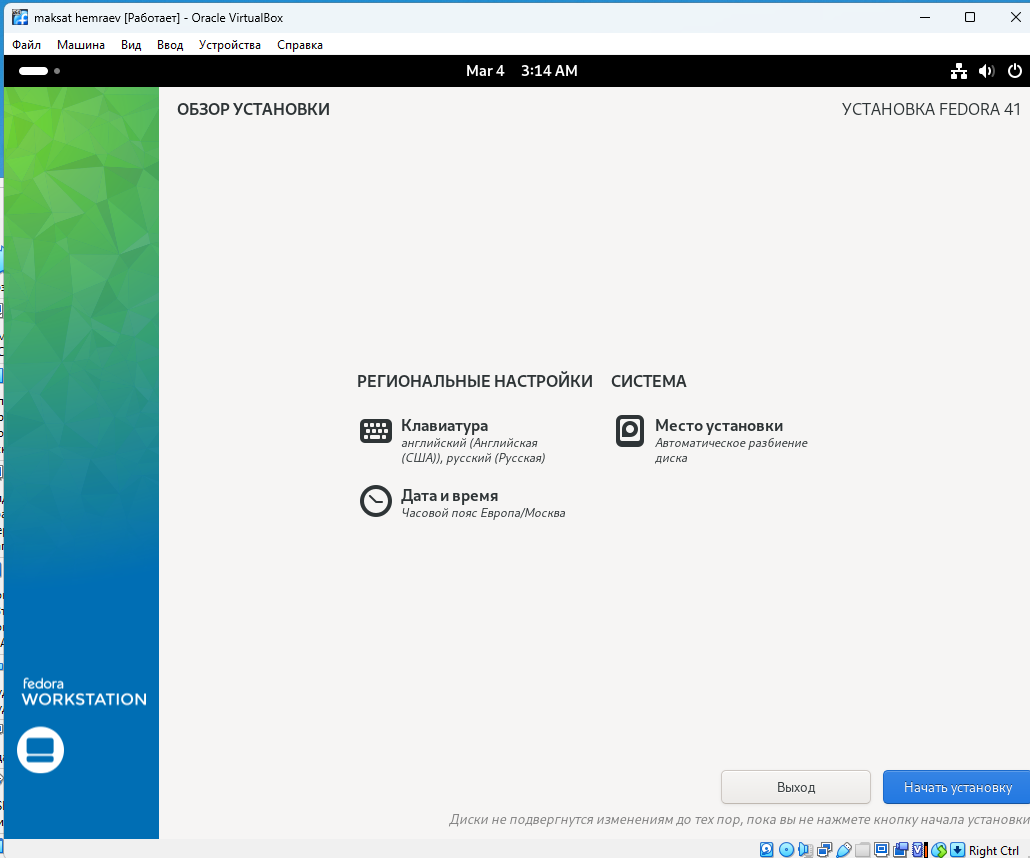 maksat hemraev [Работает] - Oracle VirtualBox
Файл Машина Вид Ввод Устройства Справка
Mar 4 3:14 AM
ОБЗОР УСТАНОВКИ
УСТАНОВКА FEDORA 41
РЕГИОНАЛЬНЫЕ НАСТРОЙКИ
Клавиатура
английский (Английская
(США)), русский (Русская)
Дата и время
Часовой пояс Европа/Москва
СИСТЕМА
Место установки
Автоматическое разбиение
диска
fedora
WORKSTATION
Выход
Начать установку
Диски не подвергнутся изменениям до тех пор, пока вы не нажмете кнопку начала установки
Right Ctrl